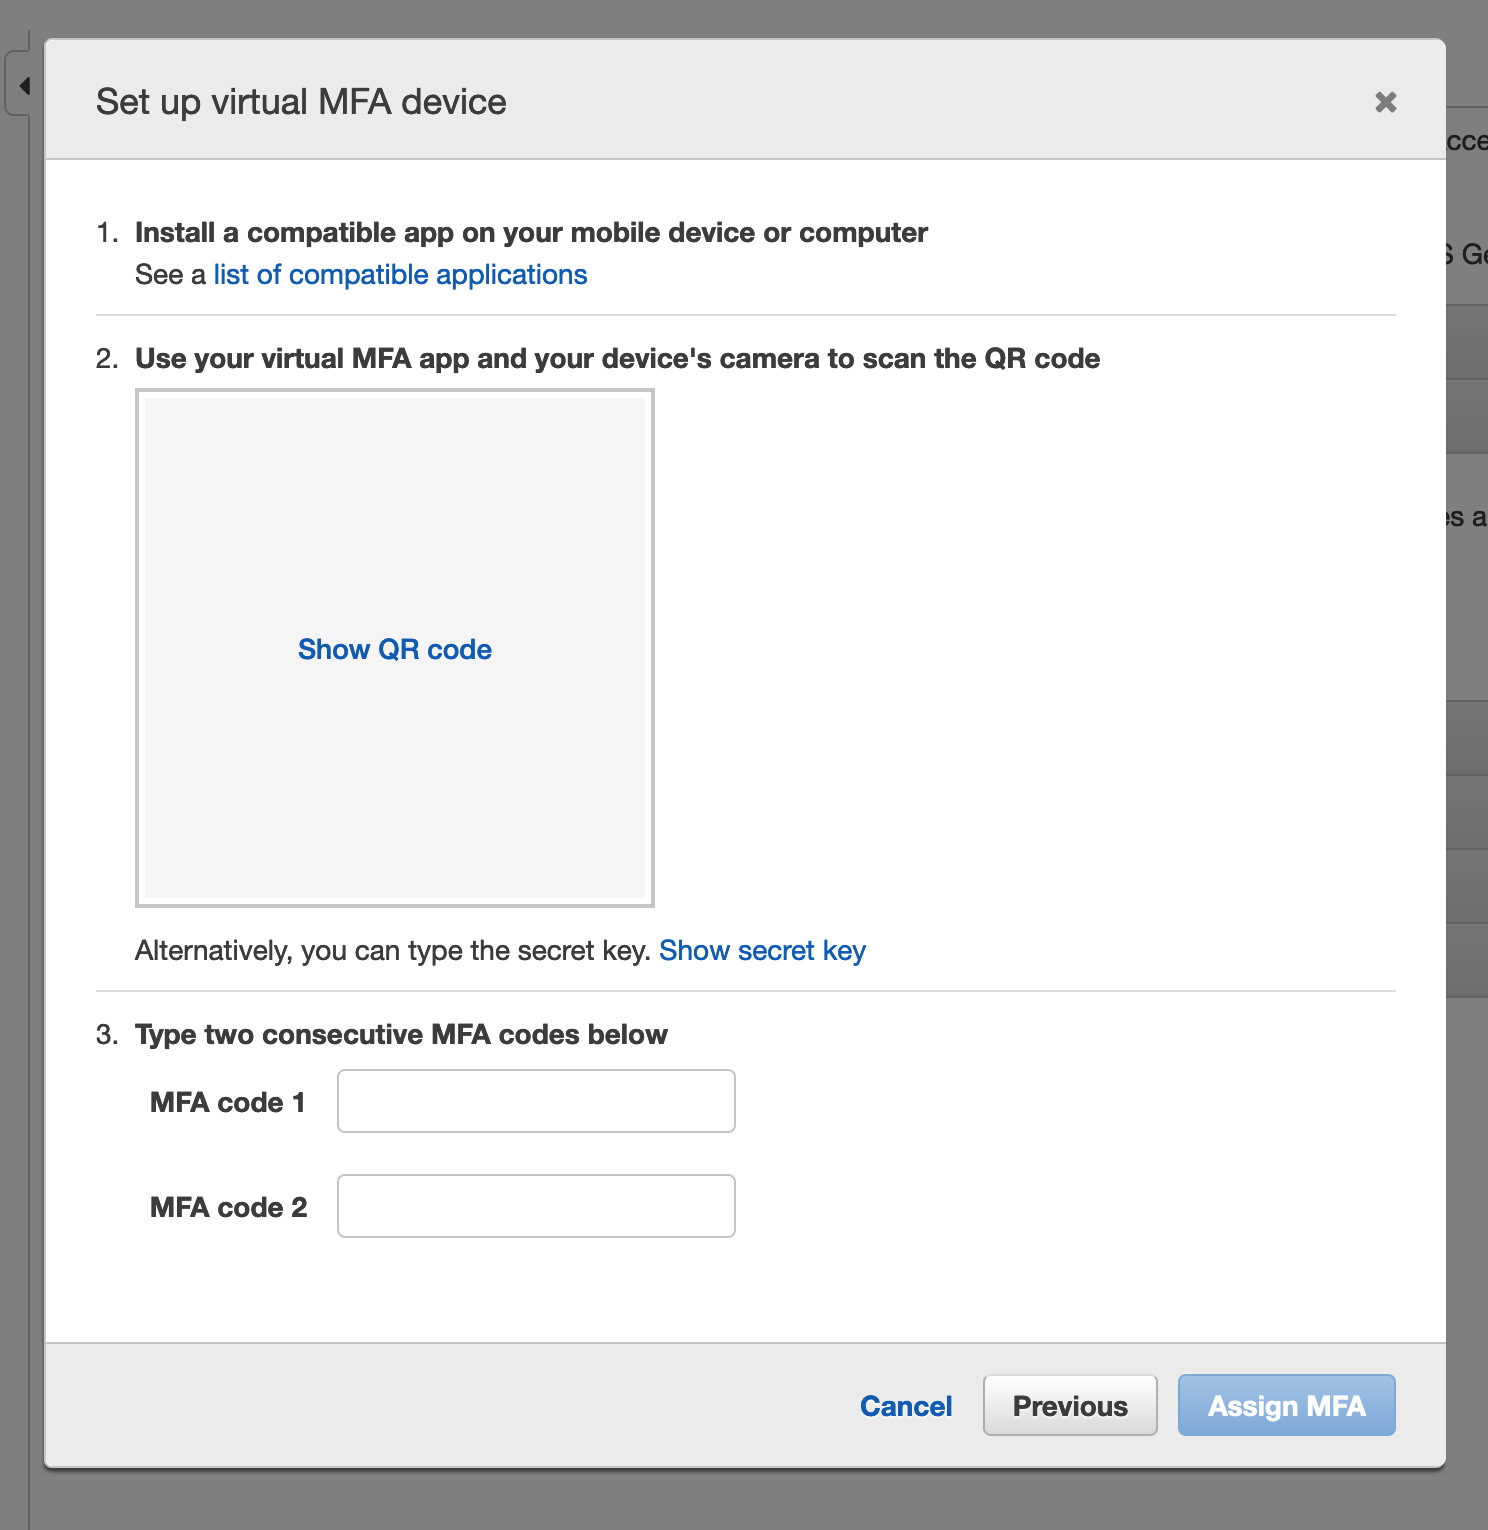 Set up virtual MFA device
1. Install a compatible app on your mobile device or computer
See a list of compatible applications
2. Use your virtual MFA app and your device's camera to scan the QR code
Show QR code
Alternatively, you can type the secret key. Show secret key
3. Type two consecutive MFA codes below
MFA code 1
MFA code 2
Cancel Previous Assign MFA